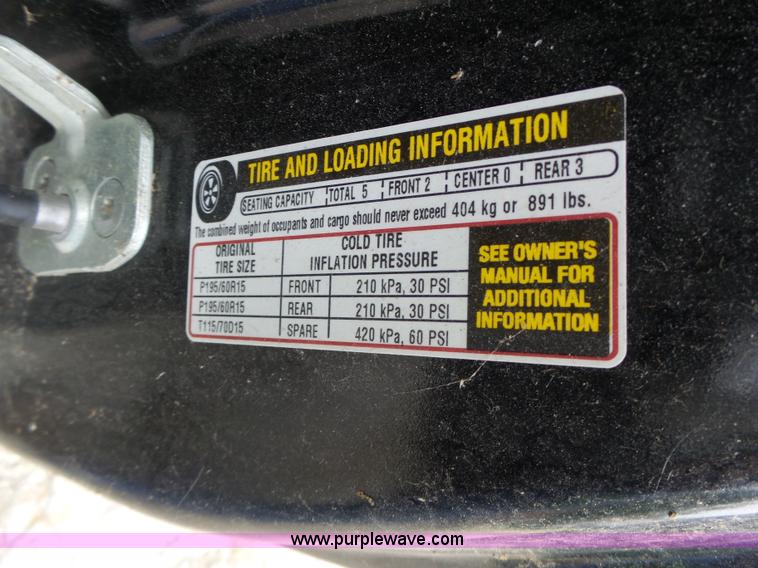 TIRE AND LOADING INFORMATION
SEATING CAPACITY TOTAL 5 FRONT 2 CENTER 0 REAR 3
The combined weight of occupants and cargo should never exceed 404 kg or 891 lbs.
ORIGINAL TIRE SIZE COLD TIRE INFLATION PRESSURE
P195/60R15 FRONT 210 kPa, 30 PSI
P195/60R15 REAR 210 kPa, 30 PSI
T115/70D15 SPARE 420 kPa, 60 PSI
SEE OWNER'S
MANUAL FOR
ADDITIONAL
INFORMATION
www.purplewave.com